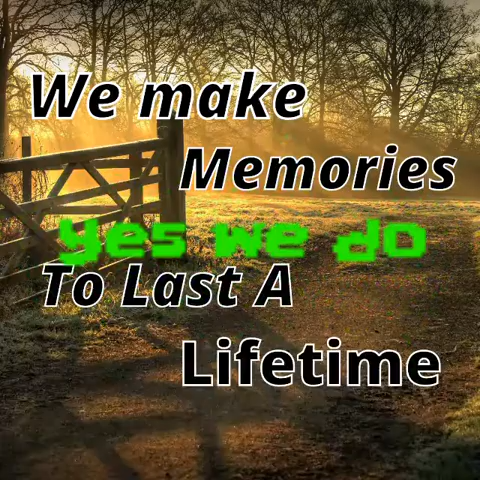 We make
Memories
yes we do
To Last A
Lifetime